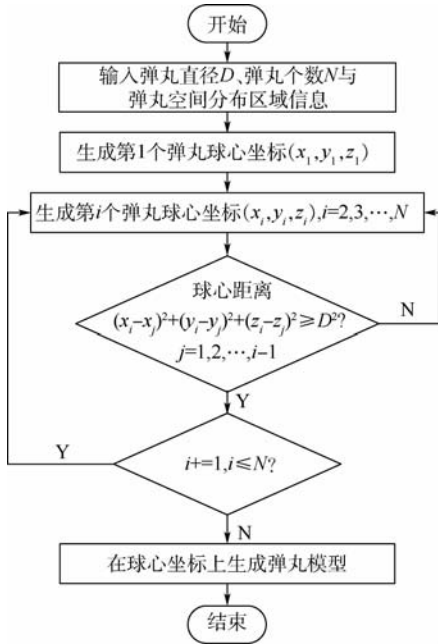 开始
输入弹丸直径D、弹丸个数N与
弹丸空间分布区域信息
生成第1个弹丸球心坐标(x₁,y₁,z₁)
生成第i个弹丸球心坐标(xᵢ,yᵢ,zᵢ),i=2,3,⋯,N
球心距离
(xᵢ-xⱼ)²+(yᵢ-yⱼ)²+(zᵢ-zⱼ)²≥D²?
j=1,2,⋯,i-1
N
Y
Y
i+=1,i≤N?
N
在球心坐标上生成弹丸模型
结束